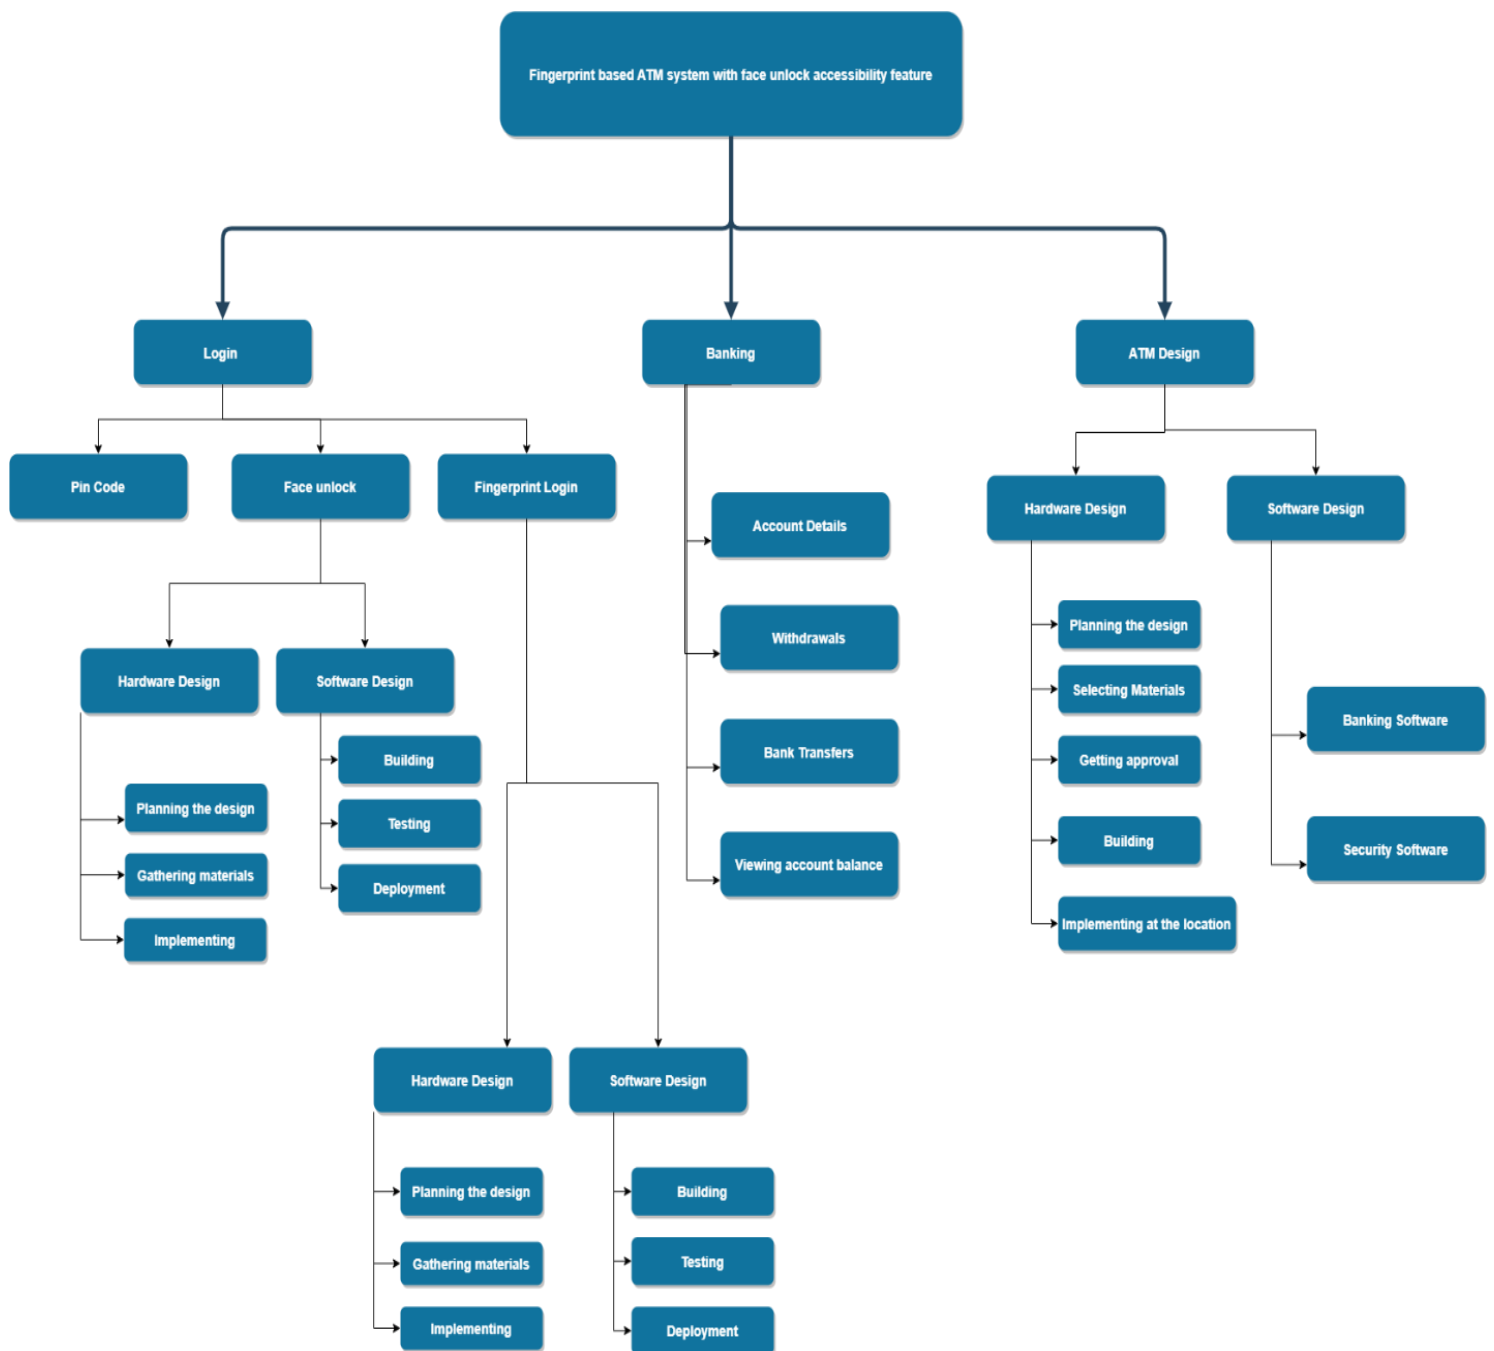 Fingerprint based ATM system with face unlock accessibility feature
Login
Banking
ATM Design
Pin Code
Face unlock
Fingerprint Login
Account Details
Withdrawals
Bank Transfers
Viewing account balance
Hardware Design
Software Design
Planning the design
Selecting Materials
Getting approval
Building
Implementing at the location
Banking Software
Security Software
Hardware Design
Software Design
Planning the design
Gathering materials
Implementing
Building
Testing
Deployment
Hardware Design
Software Design
Planning the design
Gathering materials
Implementing
Building
Testing
Deployment